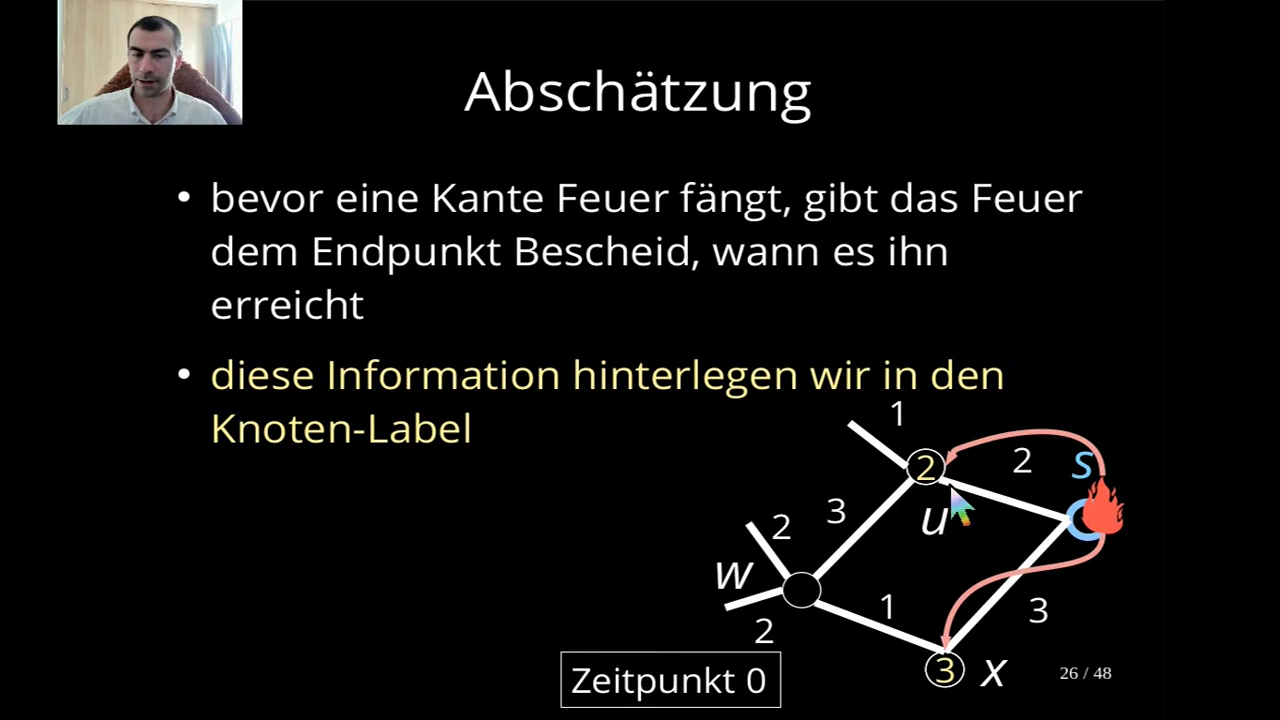 Abschätzung
• bevor eine Kante Feuer fängt, gibt das Feuer
dem Endpunkt Bescheid, wann es ihn
erreicht
• diese Information hinterlegen wir in den
Knoten-Label
1
2
2
s
2
3
u
w
1
3
2
Zeitpunkt 0
3
x
26 / 48